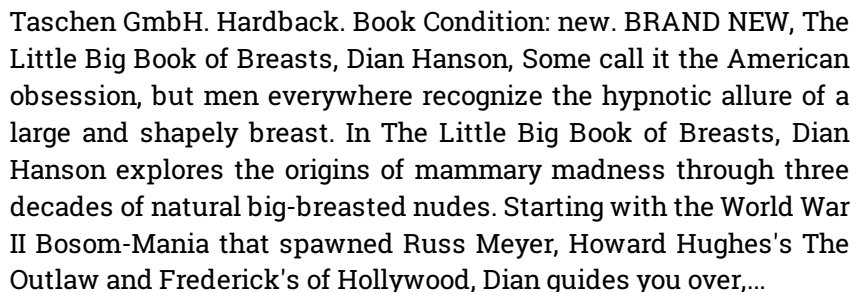 Taschen GmbH. Hardback. Book Condition: new. BRAND NEW, The
Little Big Book of Breasts, Dian Hanson, Some call it the American
obsession, but men everywhere recognize the hypnotic allure of a
large and shapely breast. In The Little Big Book of Breasts, Dian
Hanson explores the origins of mammary madness through three
decades of natural big-breasted nudes. Starting with the World War
II Bosom-Mania that spawned Russ Meyer, Howard Hughes's The
Outlaw and Frederick's of Hollywood, Dian guides you over,...